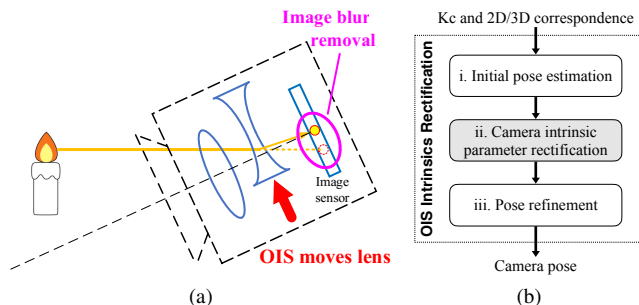 Image blur
removal
Image
sensor
OIS moves lens
(a)
Kc and 2D/3D correspondence
OIS Intrinsics Rectification
i. Initial pose estimation
ii. Camera intrinsic
parameter rectification
iii. Pose refinement
Camera pose
(b)